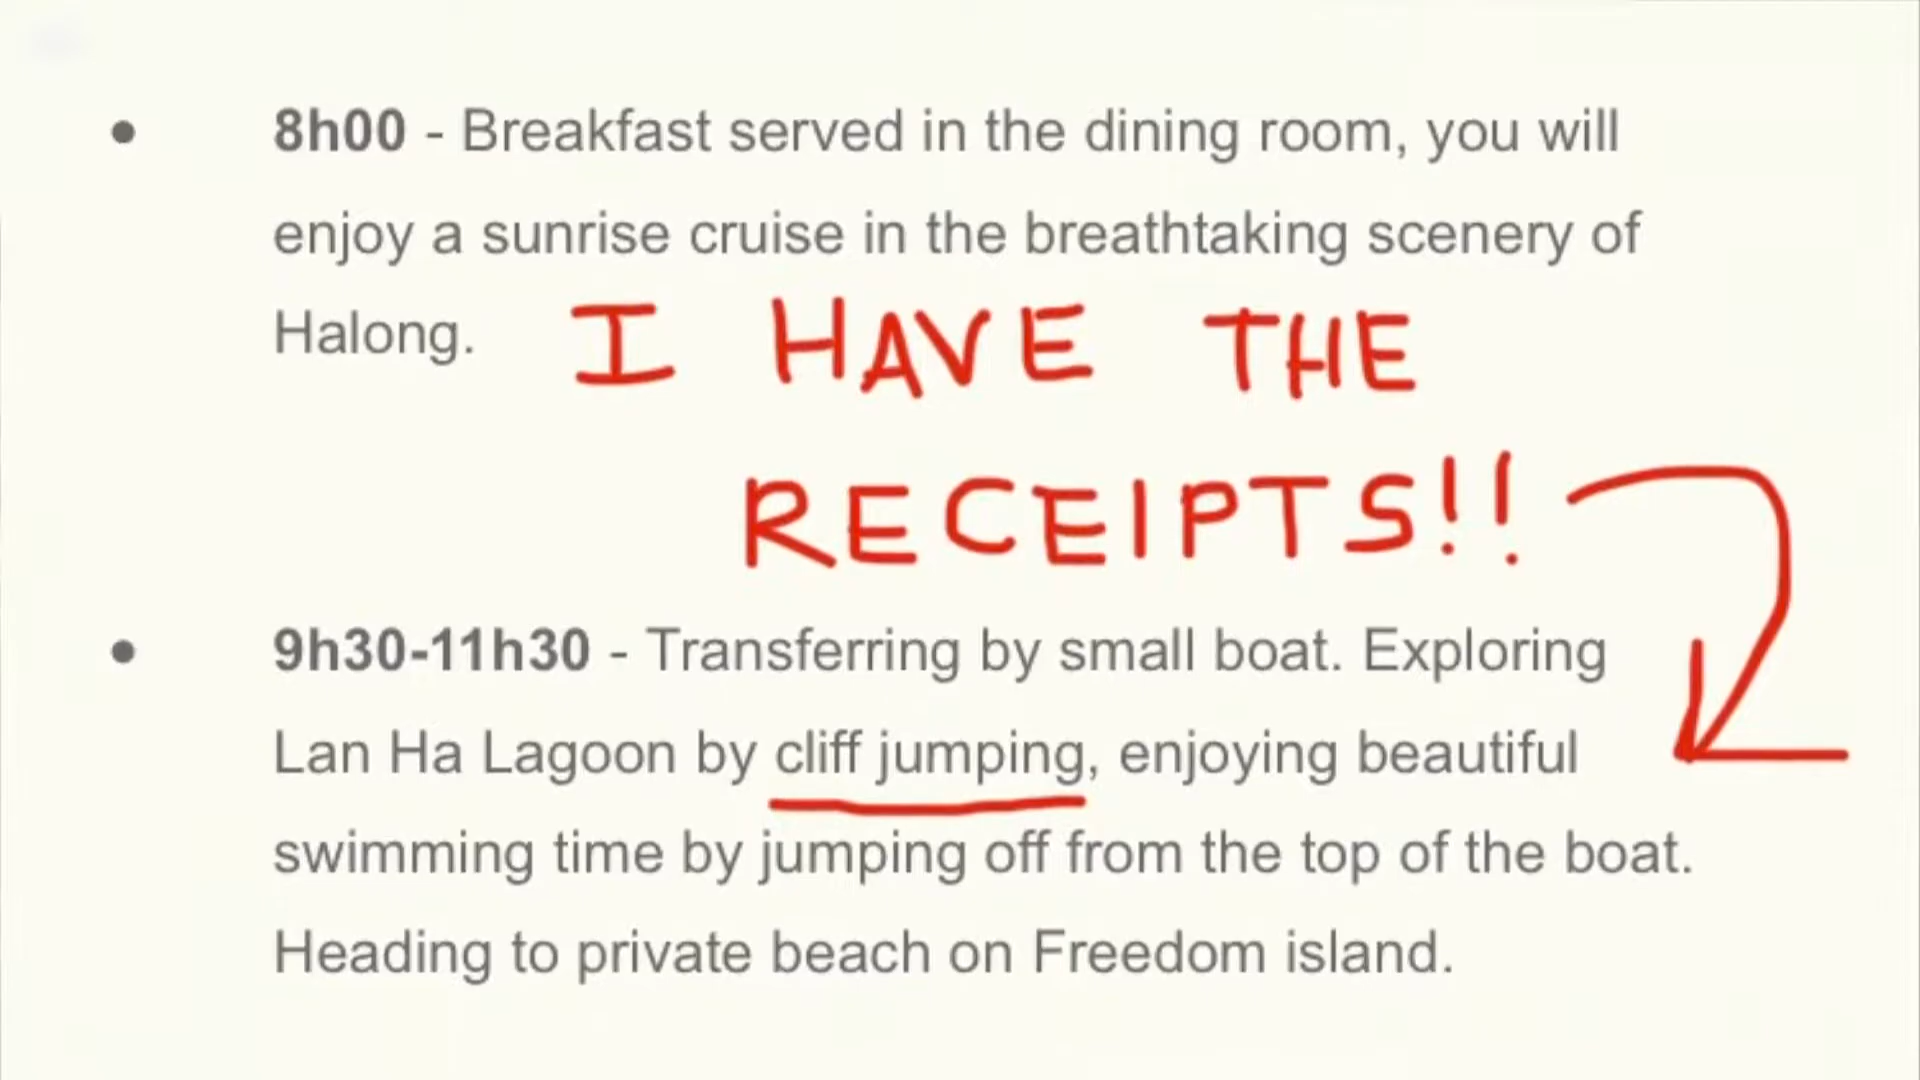 • 8h00 - Breakfast served in the dining room, you will
enjoy a sunrise cruise in the breathtaking scenery of
Halong.
I HAVE THE
RECEIPTS!!
• 9h30-11h30 - Transferring by small boat. Exploring
Lan Ha Lagoon by cliff jumping, enjoying beautiful
swimming time by jumping off from the top of the boat.
Heading to private beach on Freedom island.